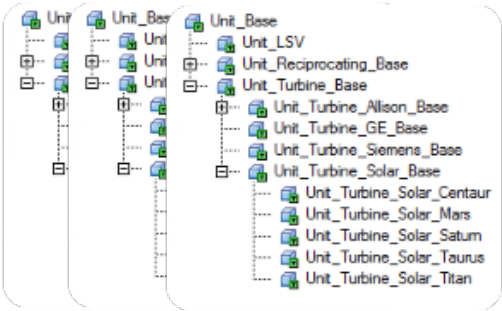 Unit_Base
Unit_LSV
Unit_Reciprocating_Base
Unit_Turbine_Base
Unit_Turbine_Allison_Base
Unit_Turbine_GE_Base
Unit_Turbine_Siemens_Base
Unit_Turbine_Solar_Base
Unit_Turbine_Solar_Centaur
Unit_Turbine_Solar_Mars
Unit_Turbine_Solar_Saturn
Unit_Turbine_Solar_Taurus
Unit_Turbine_Solar_Titan